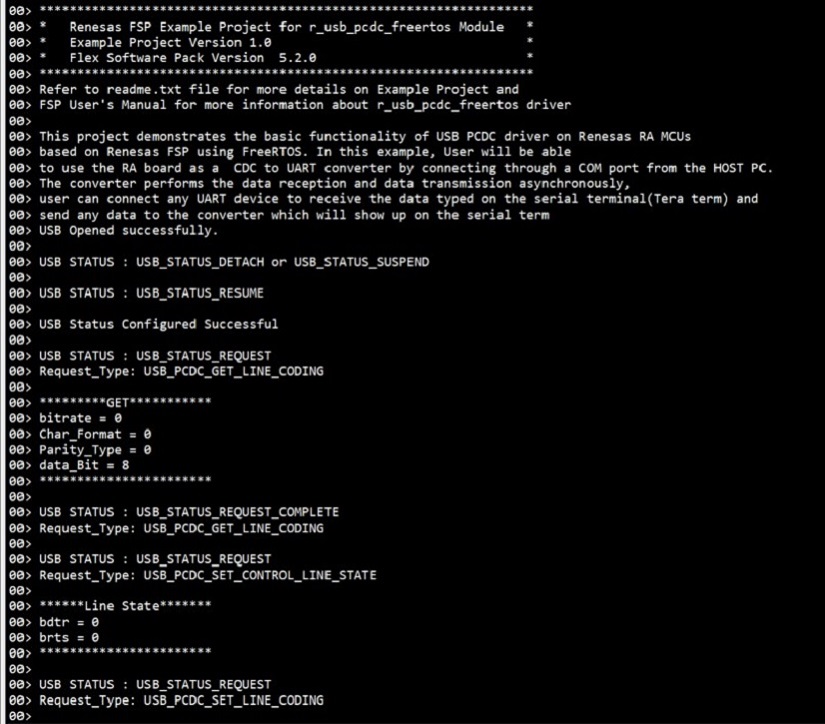 00> ******************************************************************
00> *   Renesas FSP Example Project for r_usb_pcdc_freertos Module   *
00> *   Example Project Version 1.0                                  *
00> *   Flex Software Pack Version  5.2.0                            *
00> ******************************************************************
00> Refer to readme.txt file for more details on Example Project and
00> FSP User's Manual for more information about r_usb_pcdc_freertos driver
00>
00> This project demonstrates the basic functionality of USB PCDC driver on Renesas RA MCUs
00> based on Renesas FSP using FreeRTOS. In this example, User will be able
00> to use the RA board as a  CDC to UART converter by connecting through a COM port from the HOST PC.
00> The converter performs the data reception and data transmission asynchronously,
00> user can connect any UART device to receive the data typed on the serial terminal(Tera term) and
00> send any data to the converter which will show up on the serial term
00> USB Opened successfully.
00>
00> USB STATUS : USB_STATUS_DETACH or USB_STATUS_SUSPEND
00>
00> USB STATUS : USB_STATUS_RESUME
00>
00> USB Status Configured Successful
00>
00> USB STATUS : USB_STATUS_REQUEST
00> Request_Type: USB_PCDC_GET_LINE_CODING
00>
00> *********GET***********
00> bitrate = 0
00> Char_Format = 0
00> Parity_Type = 0
00> data_Bit = 8
00> ***********************
00>
00> USB STATUS : USB_STATUS_REQUEST_COMPLETE
00> Request_Type: USB_PCDC_GET_LINE_CODING
00>
00> USB STATUS : USB_STATUS_REQUEST
00> Request_Type: USB_PCDC_SET_CONTROL_LINE_STATE
00>
00> ******Line State*******
00> bdtr = 0
00> brts = 0
00> ***********************
00>
00> USB STATUS : USB_STATUS_REQUEST
00> Request_Type: USB_PCDC_SET_LINE_CODING
00>